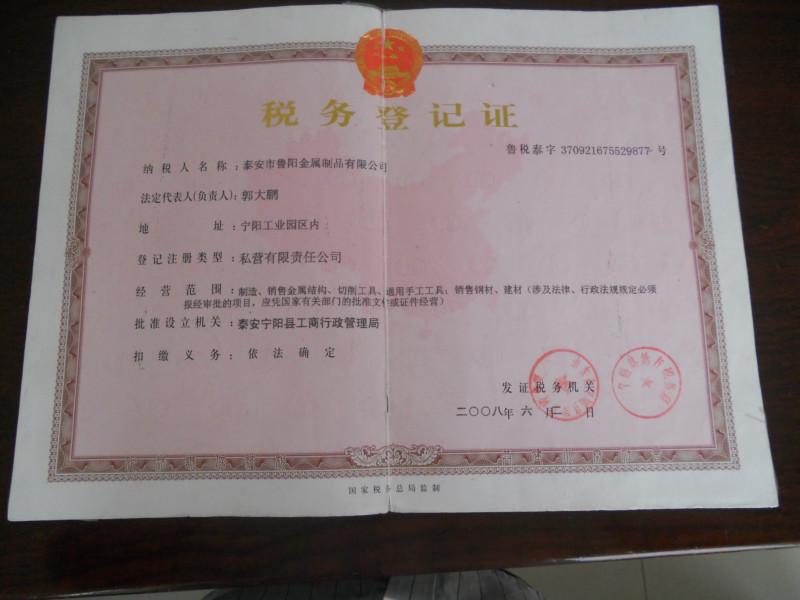 税务登记证
鲁税泰字 370921675529877 号
纳税人名称：泰安市鲁阳金属制品有限公司
法定代表人(负责人)：郭大鹏
地址：宁阳工业园区内
登记注册类型：私营有限责任公司
经营范围：制造、销售金属结构、切削工具、通用手工工具；销售钢材、建材（涉及法律、行政法规规定必须
报经审批的项目，应凭国家有关部门的批准文件或证件经营）
批准设立机关：泰安宁阳县工商行政管理局
扣缴义务：依法确定
发证税务机关
二〇〇八年六月二日
国家税务总局监制